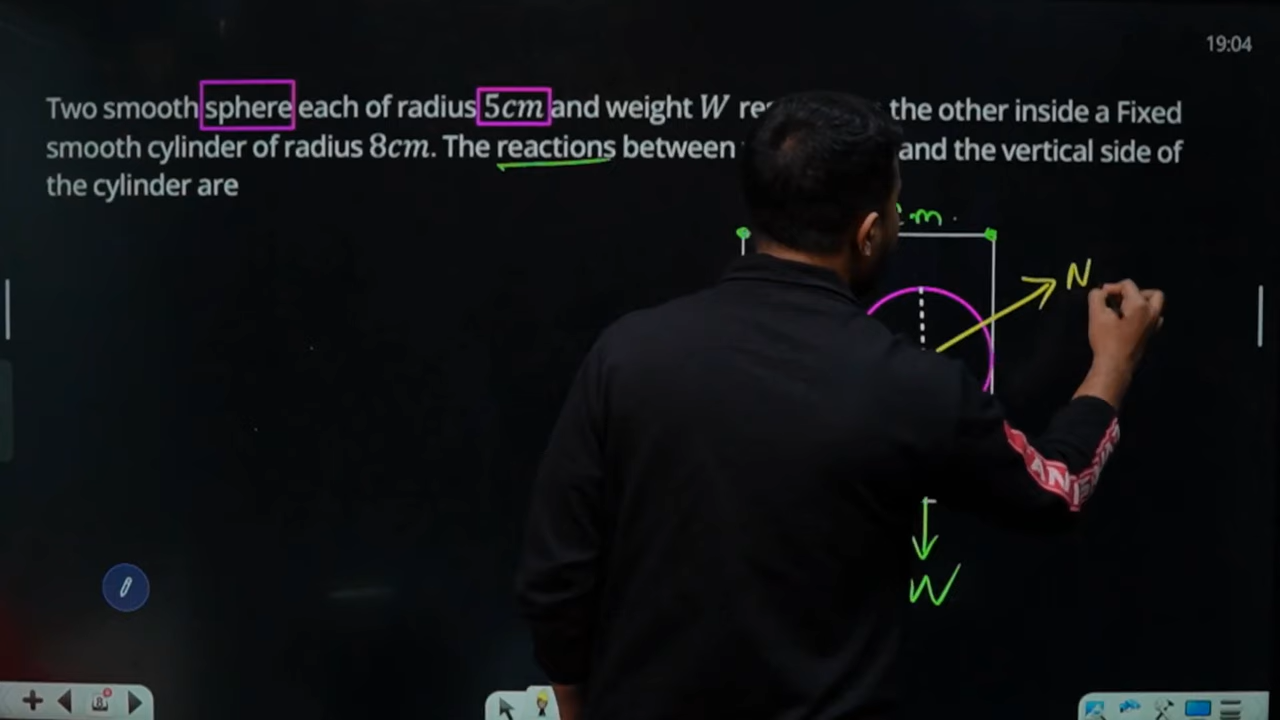 19:04
Two smooth sphere each of radius 5cm and weight W the other inside a Fixed
smooth cylinder of radius 8cm. The reactions between and the vertical side of
the cylinder are
m.
N
W